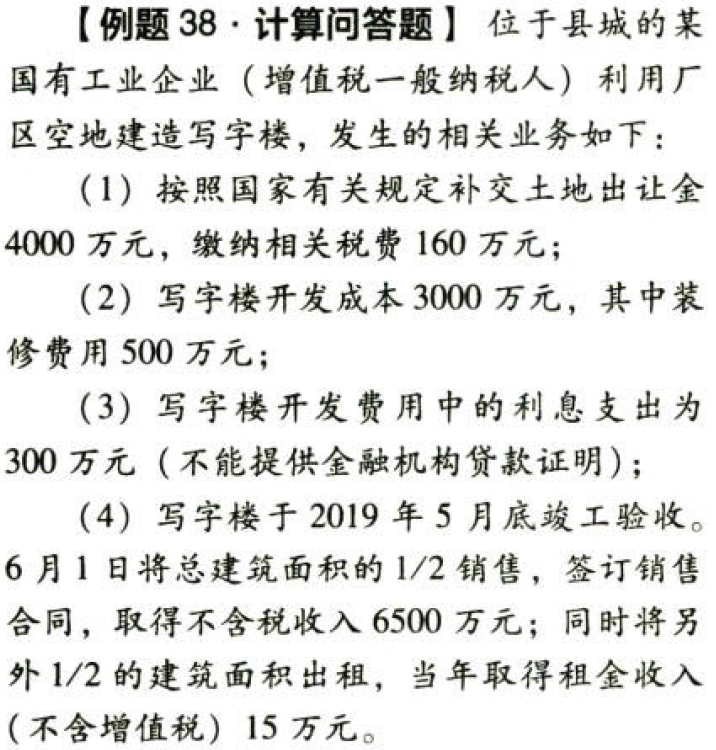 【例题 38·计算问答题】 位于县城的某
国有工业企业（增值税一般纳税人）利用厂
区空地建造写字楼，发生的相关业务如下：
（1）按照国家有关规定补交土地出让金
4000 万元，缴纳相关税费 160 万元；
（2）写字楼开发成本 3000 万元，其中装
修费用 500 万元；
（3）写字楼开发费用中的利息支出为
300 万元（不能提供金融机构贷款证明）；
（4）写字楼于 2019 年 5 月底竣工验收。
6 月 1 日将总建筑面积的 1/2 销售，签订销售
合同，取得不含税收入 6500 万元；同时将另
外 1/2 的建筑面积出租，当年取得租金收入
（不含增值税）15 万元。